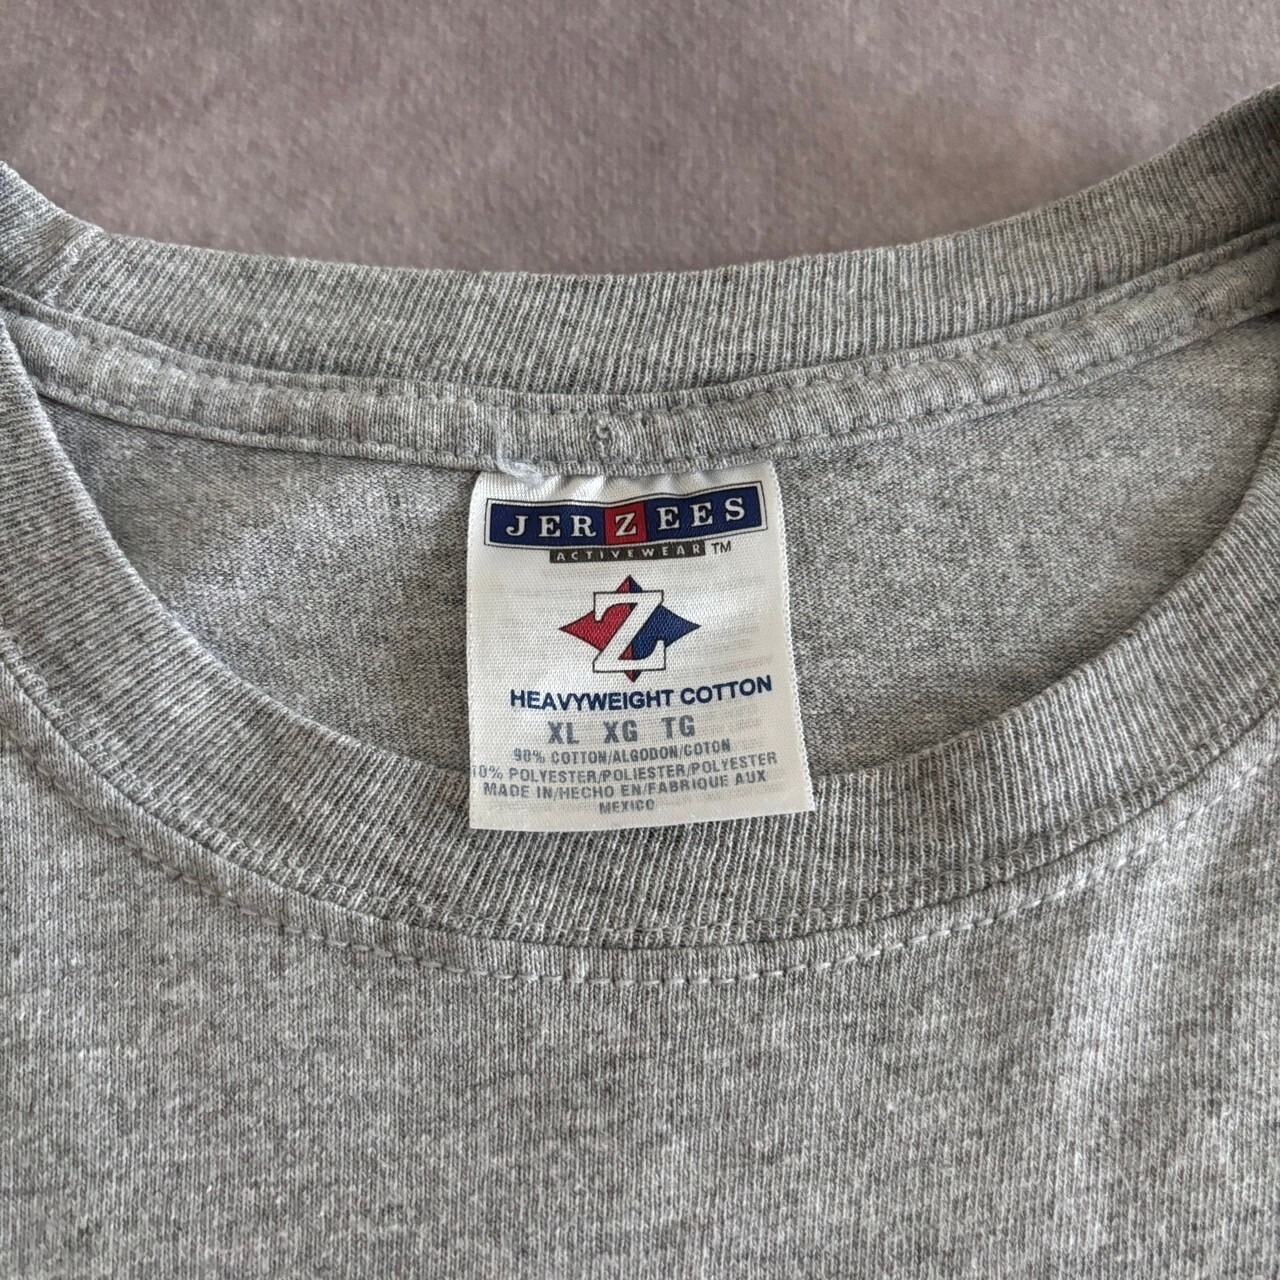 JERZEES
ACTIVEWEAR TM
Z
HEAVYWEIGHT COTTON
XL XG TG
90% COTTON/ALGODON/COTON
10% POLYESTER/POLIESTER/POLYESTER
MADE IN/HECHO EN/FABRIQUE AUX
MEXICO